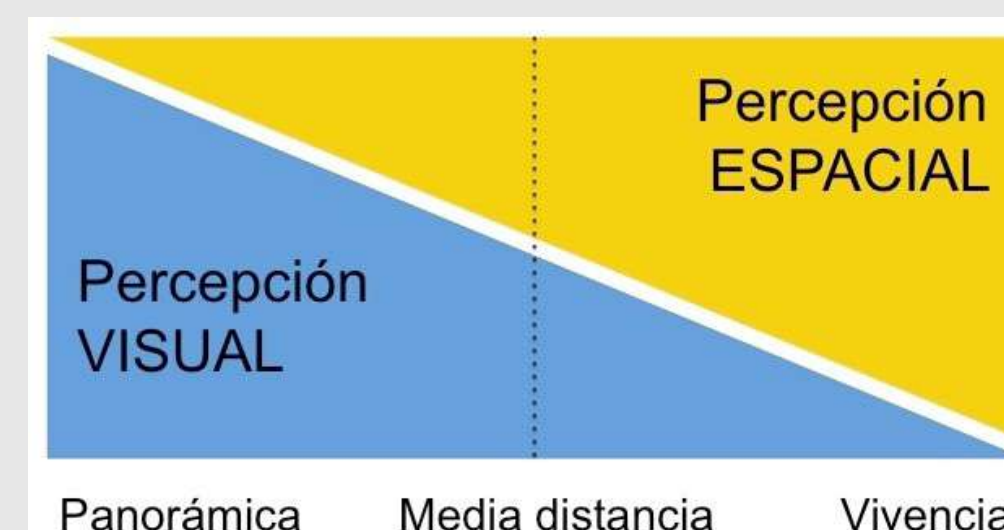 Percepción
ESPACIAL
Percepción
VISUAL
Panorámica Media distancia Vivencia